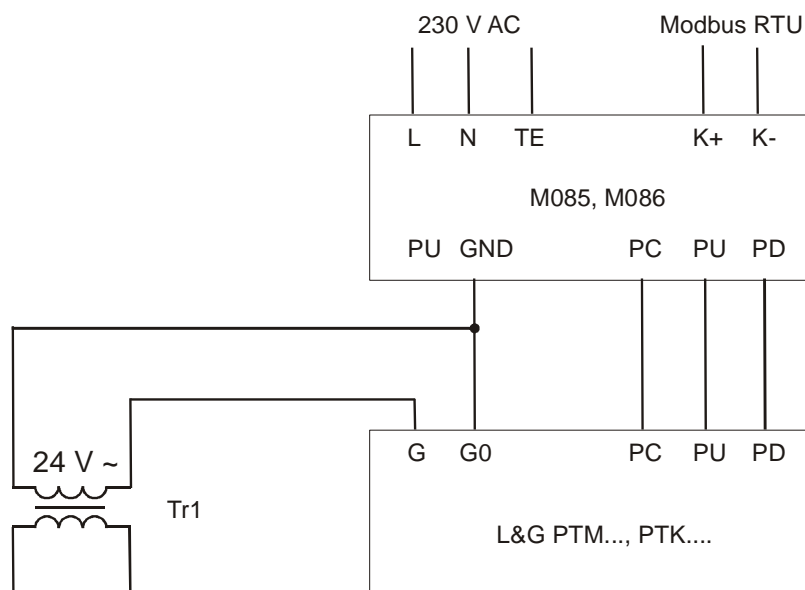 230 V AC Modbus RTU
L N TE K+ K-
M085, M086
PU GND PC PU PD
G G0 PC PU PD
24 V ~
Tr1
L&G PTM..., PTK....